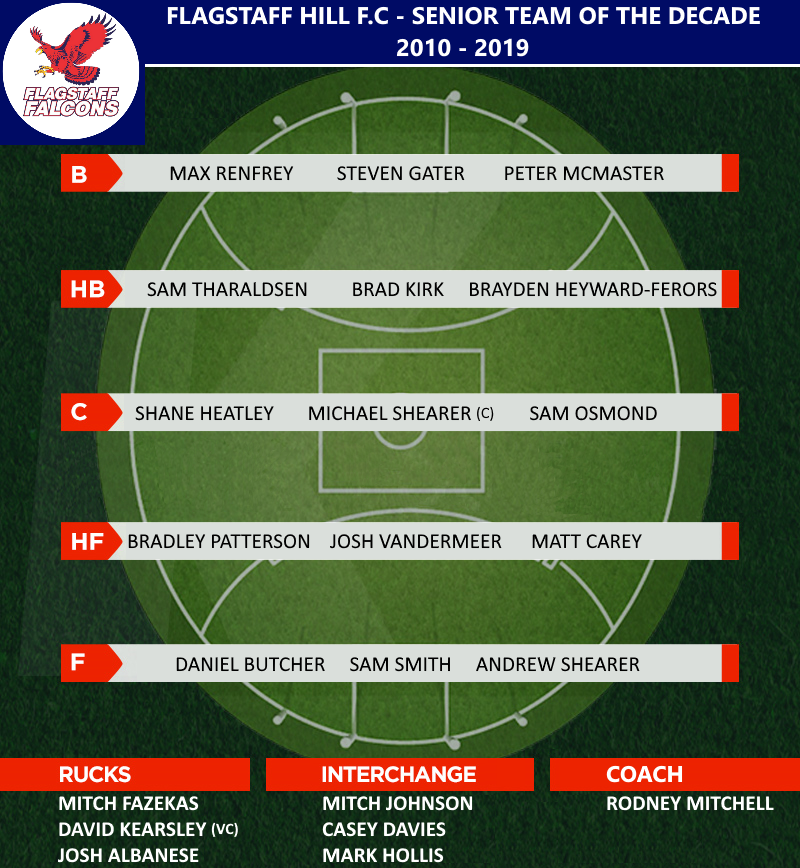 FLAGSTAFF HILL F.C - SENIOR TEAM OF THE DECADE
2010 - 2019
FLAGSTAFF
FALCONS
B MAX RENFREY STEVEN GATER PETER MCMASTER
HB SAM THARALDSEN BRAD KIRK BRAYDEN HEYWARD-FERORS
C SHANE HEATLEY MICHAEL SHEARER (C) SAM OSMOND
HF BRADLEY PATTERSON JOSH VANDERMEER MATT CAREY
F DANIEL BUTCHER SAM SMITH ANDREW SHEARER
RUCKS
MITCH FAZEKAS
DAVID KEARSLEY (VC)
JOSH ALBANESE
INTERCHANGE
MITCH JOHNSON
CASEY DAVIES
MARK HOLLIS
COACH
RODNEY MITCHELL